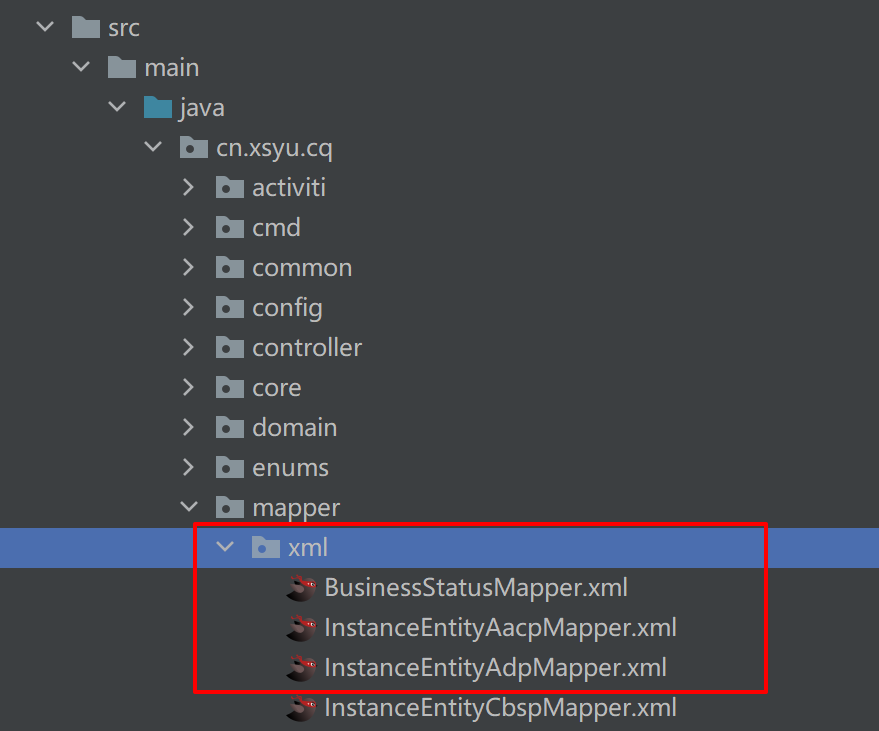 src
main
java
cn.xsyu.cq
activiti
cmd
common
config
controller
core
domain
enums
mapper
xml
BusinessStatusMapper.xml
InstanceEntityAacpMapper.xml
InstanceEntityAdpMapper.xml
InstanceEntityCbspMapper.xml